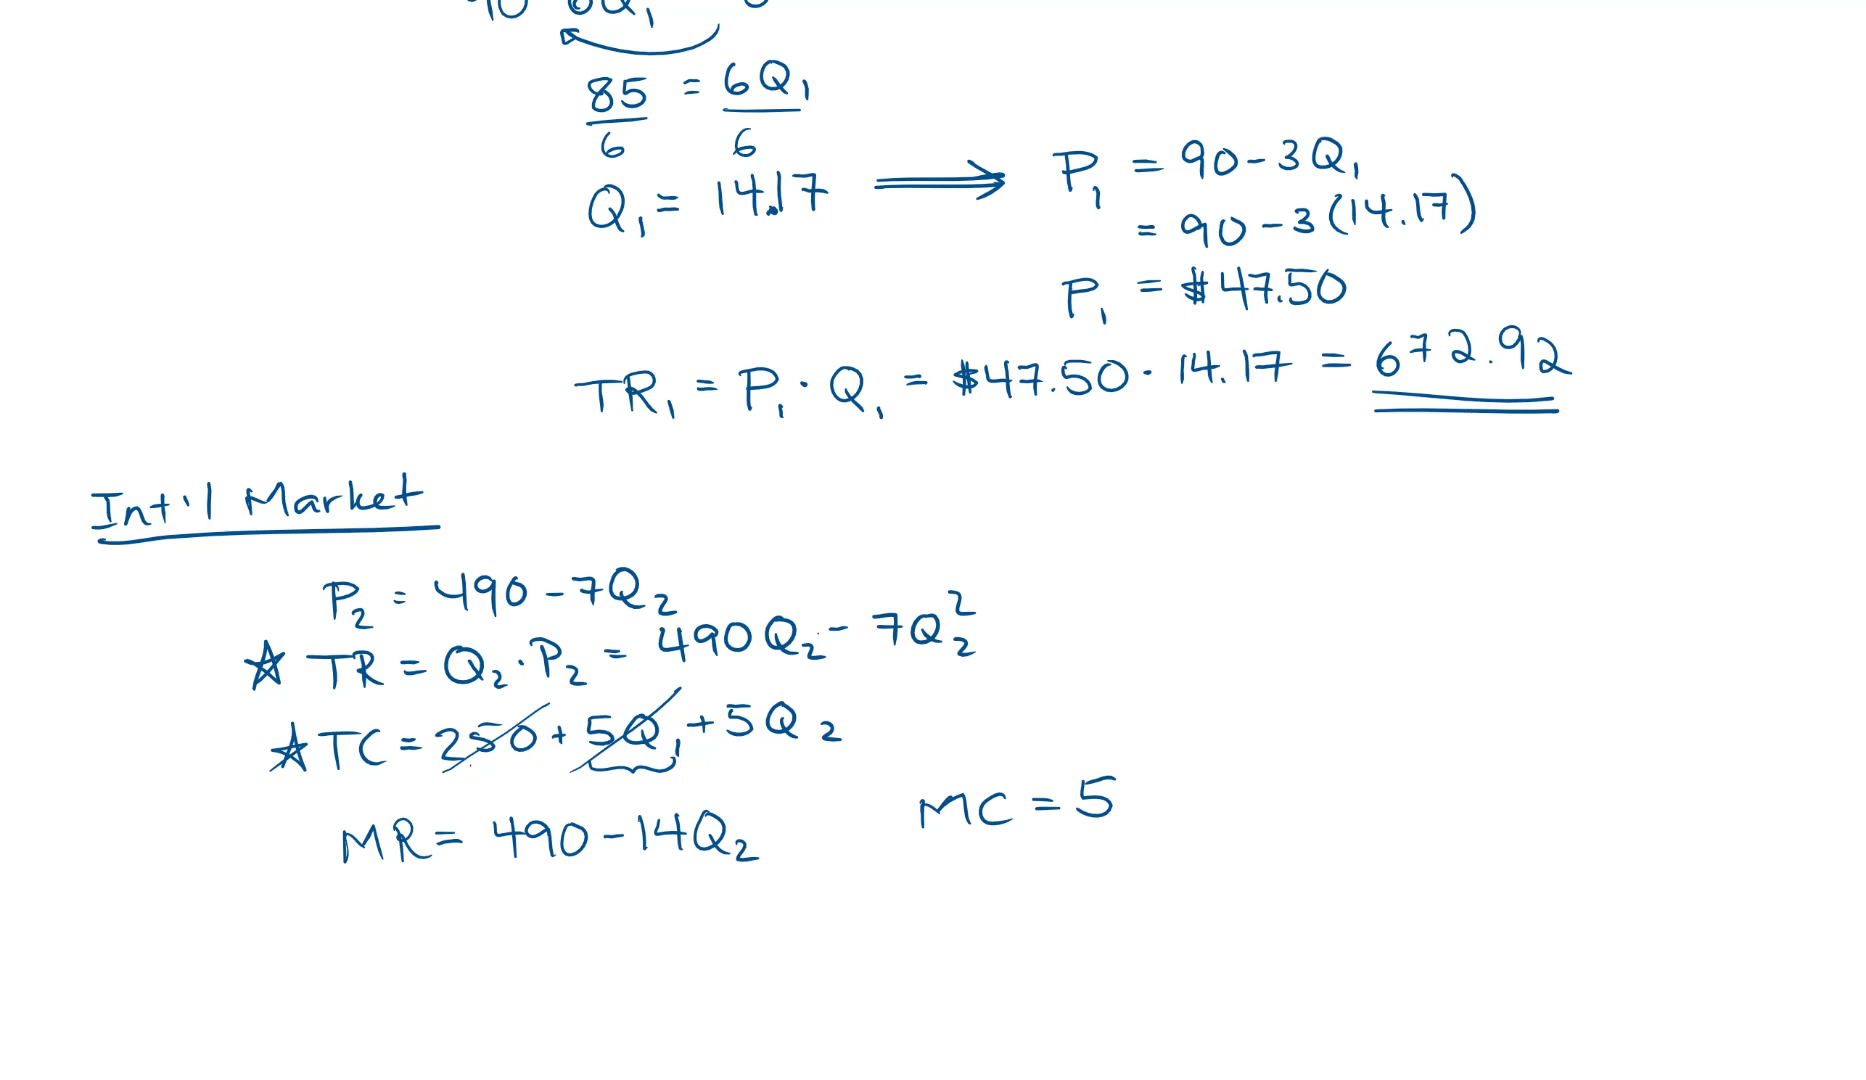 90 6Q₁
85 = 6Q₁
6 6
Q₁ = 14.17 ⟹ P₁ = 90 - 3Q₁
= 90 - 3(14.17)
P₁ = $47.50
TR₁ = P₁ · Q₁ = $47.50 · 14.17 = 672.92
Int'l Market
P₂ = 490 - 7Q₂
☆ TR = Q₂ · P₂ = 490Q₂ - 7Q₂²
☆ TC = 250 + 5Q₁ + 5Q₂
MR = 490 - 14Q₂ MC = 5